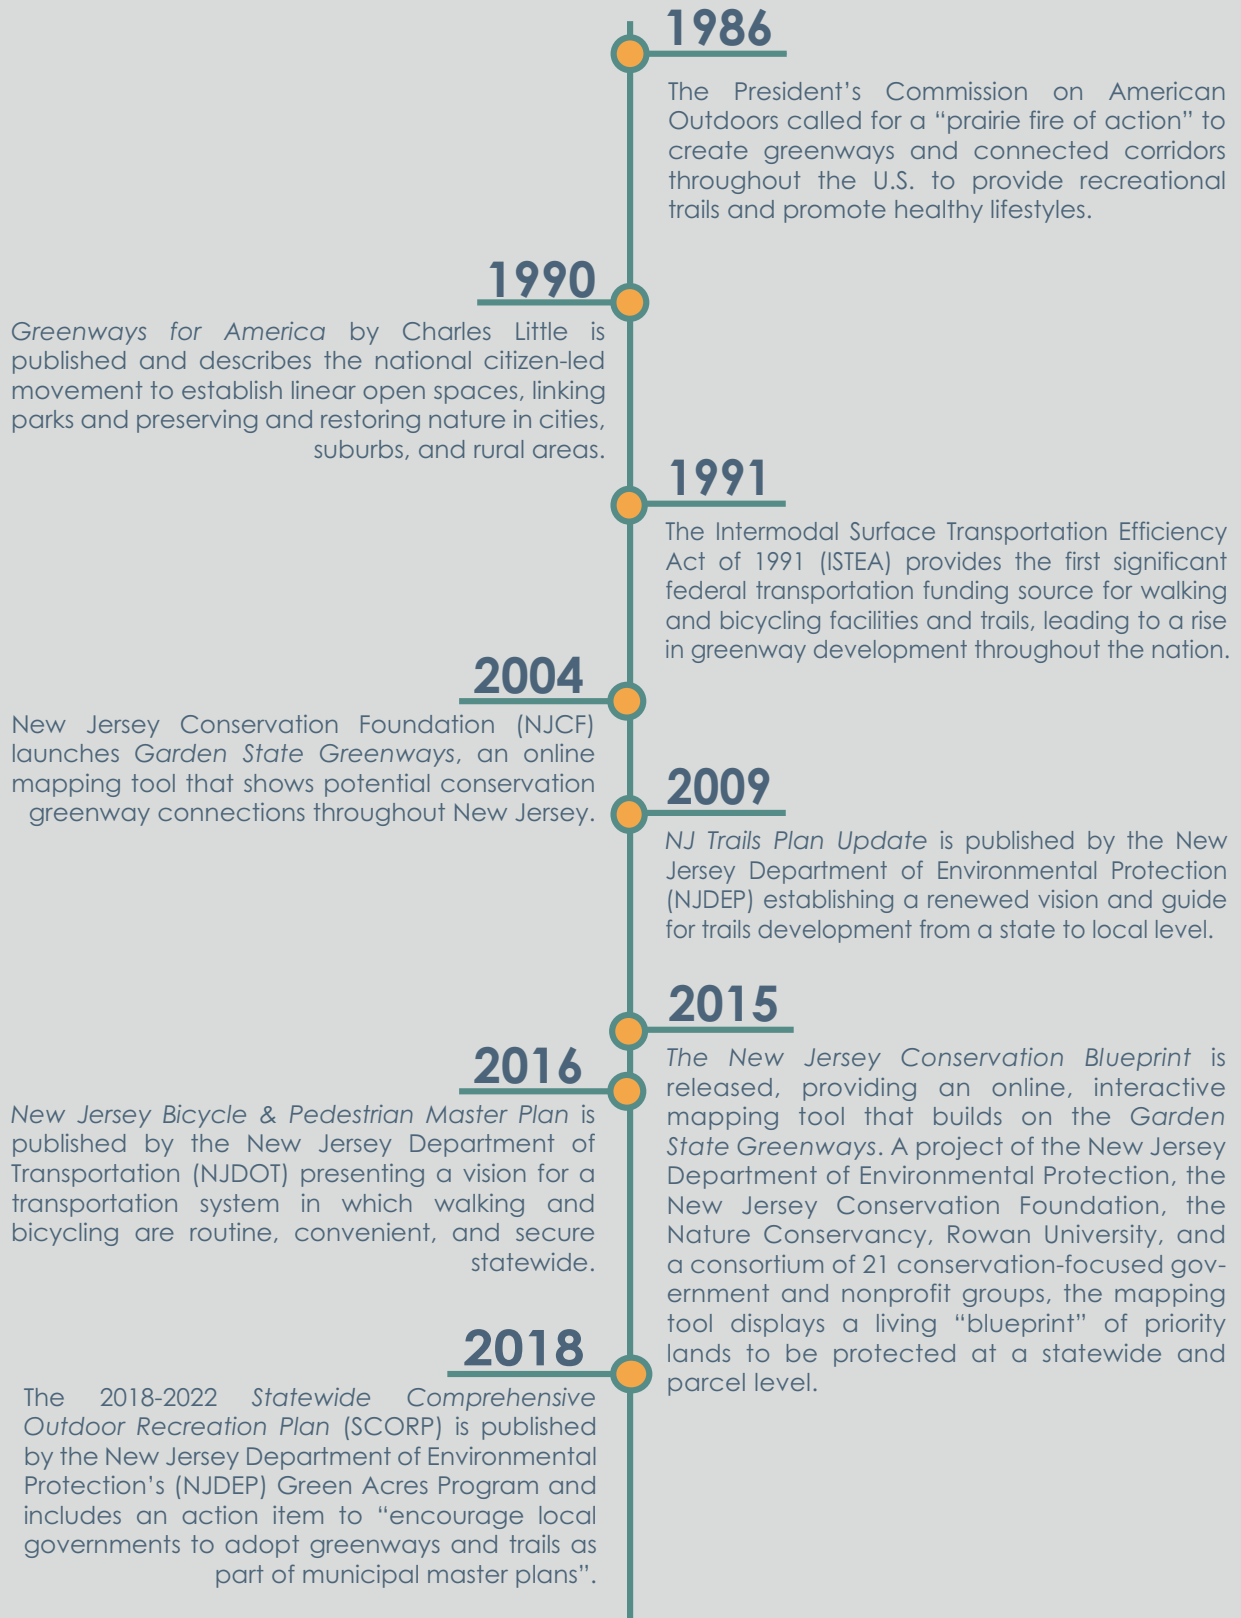 1986
The President’s Commission on American
Outdoors called for a “prairie fire of action” to
create greenways and connected corridors
throughout the U.S. to provide recreational
trails and promote healthy lifestyles.
1990
Greenways for America by Charles Little is
published and describes the national citizen-led
movement to establish linear open spaces, linking
parks and preserving and restoring nature in cities,
suburbs, and rural areas.
1991
The Intermodal Surface Transportation Efficiency
Act of 1991 (ISTEA) provides the first significant
federal transportation funding source for walking
and bicycling facilities and trails, leading to a rise
in greenway development throughout the nation.
2004
New Jersey Conservation Foundation (NJCF)
launches Garden State Greenways, an online
mapping tool that shows potential conservation
greenway connections throughout New Jersey.
2009
NJ Trails Plan Update is published by the New
Jersey Department of Environmental Protection
(NJDEP) establishing a renewed vision and guide
for trails development from a state to local level.
2015
The New Jersey Conservation Blueprint is
released, providing an online, interactive
mapping tool that builds on the Garden
State Greenways. A project of the New Jersey
Department of Environmental Protection, the
New Jersey Conservation Foundation, the
Nature Conservancy, Rowan University, and
a consortium of 21 conservation-focused gov-
ernment and nonprofit groups, the mapping
tool displays a living “blueprint” of priority
lands to be protected at a statewide and
parcel level.
2016
New Jersey Bicycle & Pedestrian Master Plan is
published by the New Jersey Department of
Transportation (NJDOT) presenting a vision for a
transportation system in which walking and
bicycling are routine, convenient, and secure
statewide.
2018
The 2018-2022 Statewide Comprehensive
Outdoor Recreation Plan (SCORP) is published
by the New Jersey Department of Environmental
Protection’s (NJDEP) Green Acres Program and
includes an action item to “encourage local
governments to adopt greenways and trails as
part of municipal master plans”.